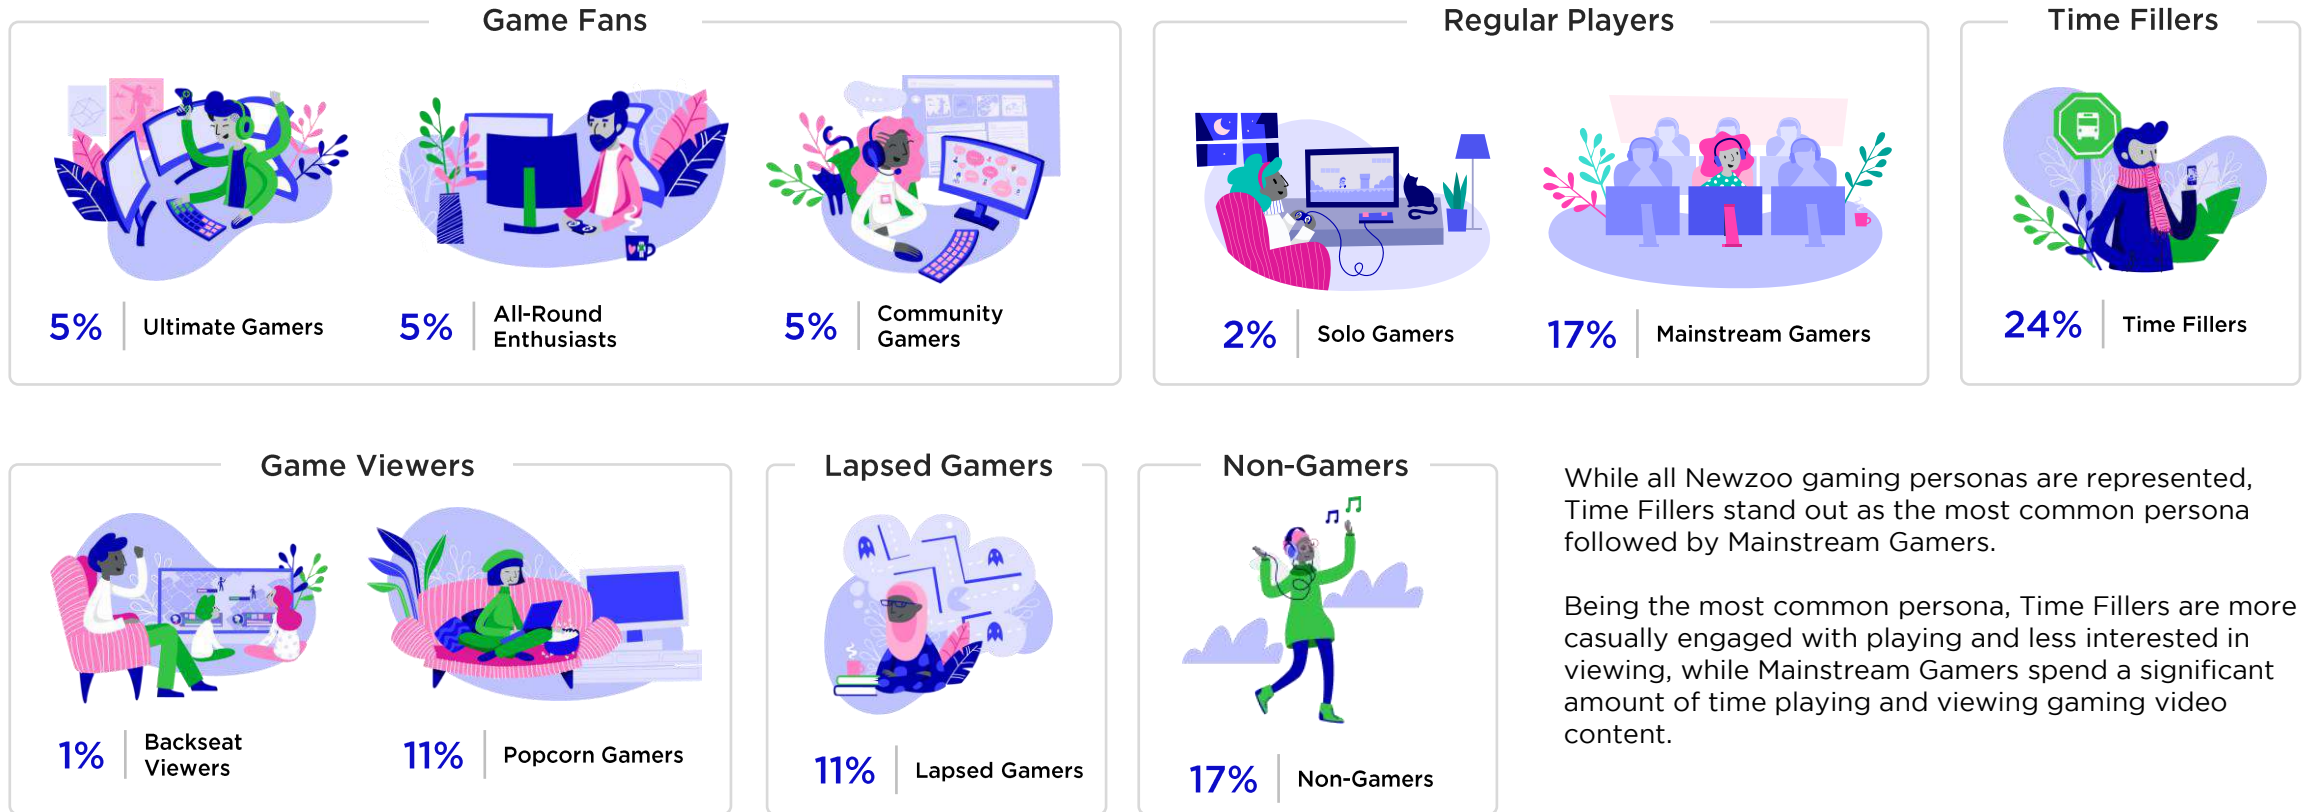 Game Fans
Regular Players
Time Fillers
5%
Ultimate Gamers
5%
All-Round
Enthusiasts
5%
Community
Gamers
2%
Solo Gamers
17%
Mainstream Gamers
24%
Time Fillers
Game Viewers
Lapsed Gamers
Non-Gamers
1%
Backseat
Viewers
11%
Popcorn Gamers
11%
Lapsed Gamers
17%
Non-Gamers
While all Newzoo gaming personas are represented,
Time Fillers stand out as the most common persona
followed by Mainstream Gamers.
Being the most common persona, Time Fillers are more
casually engaged with playing and less interested in
viewing, while Mainstream Gamers spend a significant
amount of time playing and viewing gaming video
content.